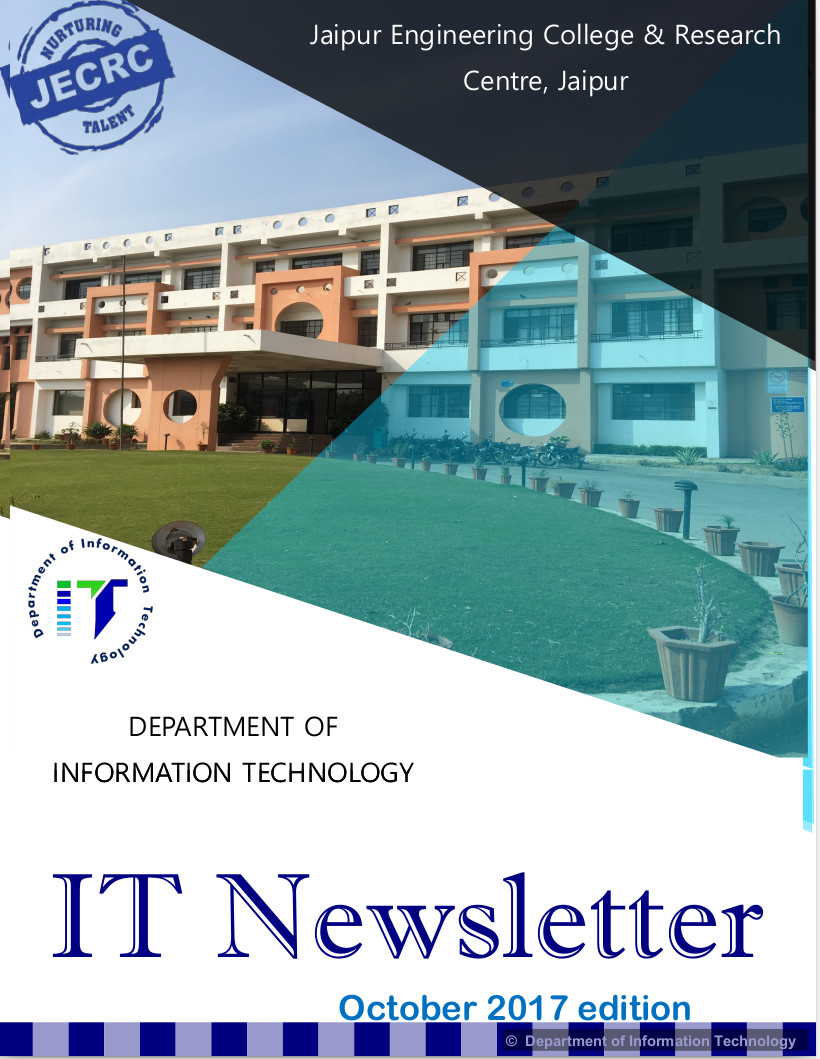 NURTURING
JECRC
TALENT
Jaipur Engineering College & Research
Centre, Jaipur
Department of Information Technology
IT
DEPARTMENT OF
INFORMATION TECHNOLOGY
IT Newsletter
October 2017 edition
© Department of Information Technology